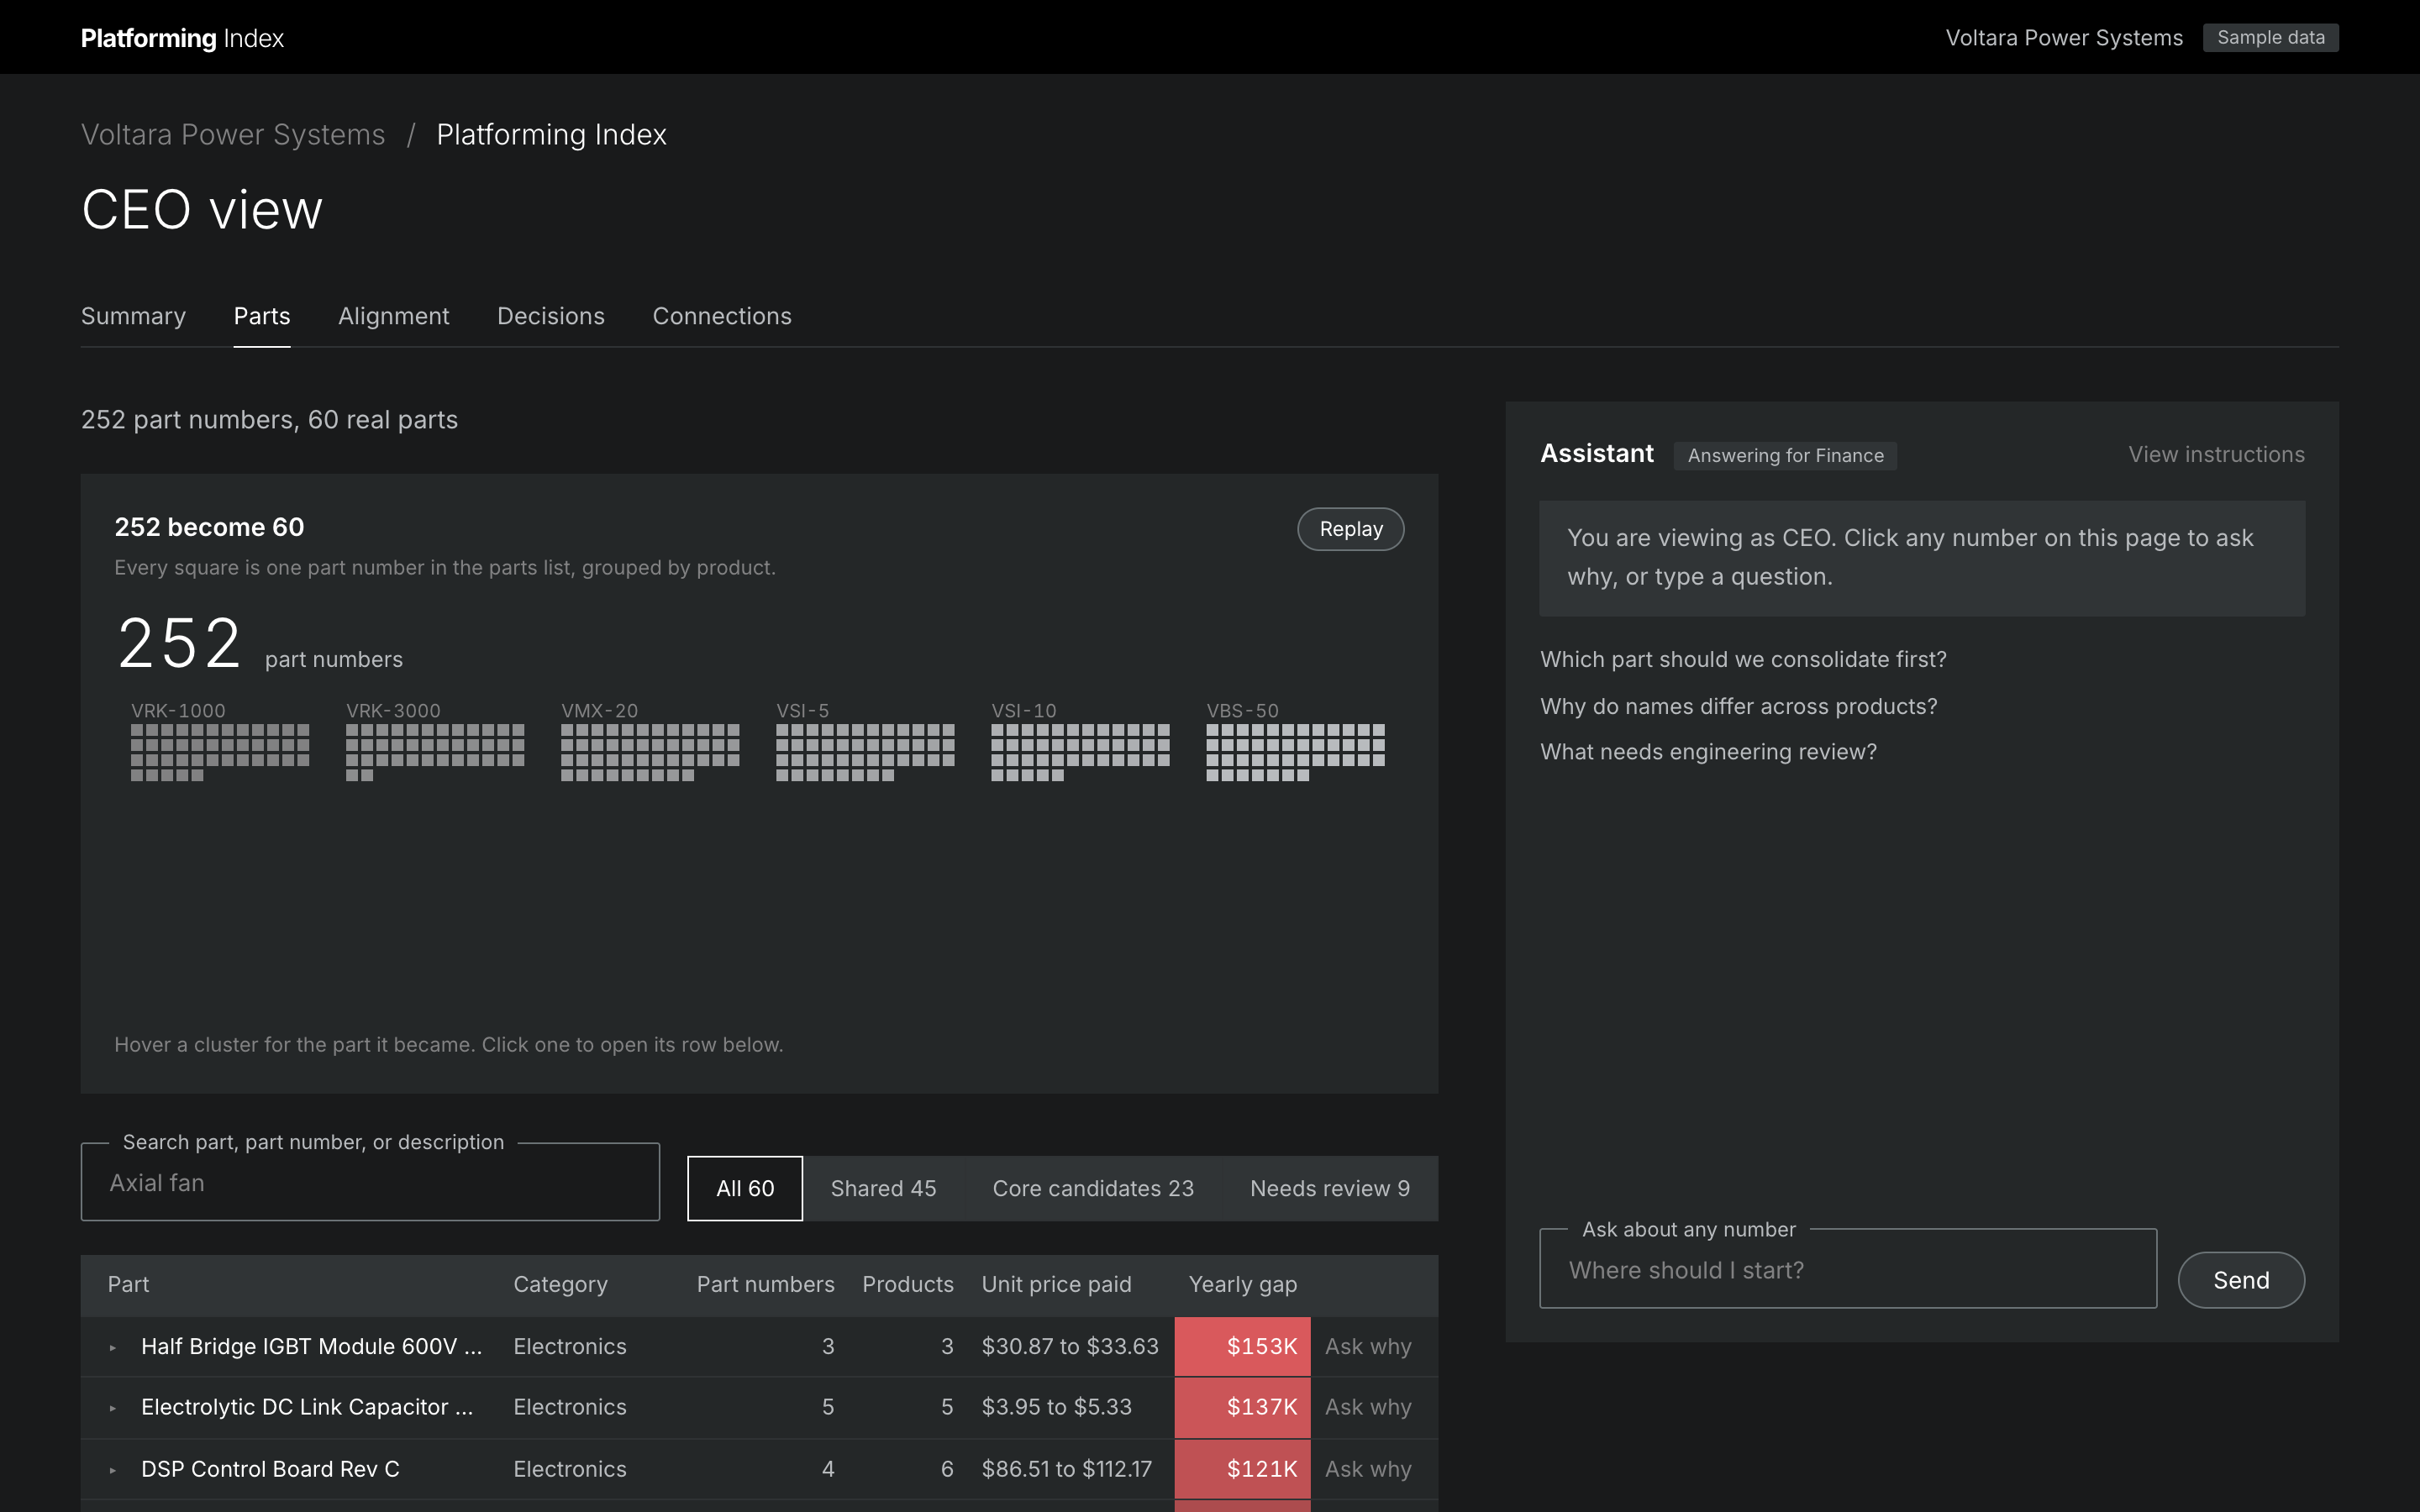 Platforming Index
Voltara Power Systems
Sample data
Voltara Power Systems / Platforming Index
CEO view
Summary
Parts
Alignment
Decisions
Connections
252 part numbers, 60 real parts
252 become 60
Replay
Every square is one part number in the parts list, grouped by product.
252 part numbers
VRK-1000
VRK-3000
VMX-20
VSI-5
VSI-10
VBS-50
Hover a cluster for the part it became. Click one to open its row below.
Search part, part number, or description
Axial fan
All 60
Shared 45
Core candidates 23
Needs review 9
Part Category Part numbers Products Unit price paid Yearly gap
Half Bridge IGBT Module 600V ... Electronics 3 3 $30.87 to $33.63 $153K Ask why
Electrolytic DC Link Capacitor ... Electronics 5 5 $3.95 to $5.33 $137K Ask why
DSP Control Board Rev C Electronics 4 6 $86.51 to $112.17 $121K Ask why
Assistant
Answering for Finance
View instructions
You are viewing as CEO. Click any number on this page to ask
why, or type a question.
Which part should we consolidate first?
Why do names differ across products?
What needs engineering review?
Ask about any number
Where should I start?
Send